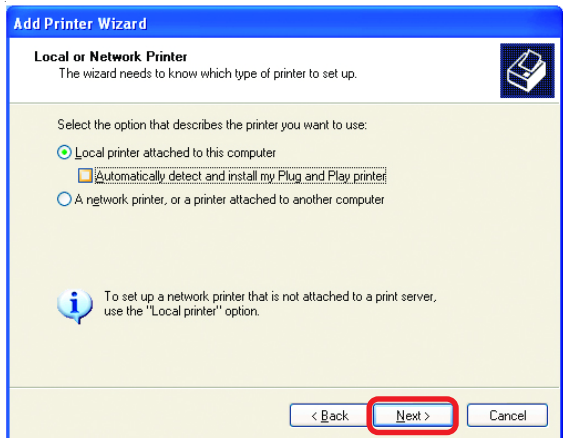 Add Printer Wizard
Local or Network Printer
The wizard needs to know which type of printer to set up.
Select the option that describes the printer you want to use:
Local printer attached to this computer
Automatically detect and install my Plug and Play printer
A network printer, or a printer attached to another computer
To set up a network printer that is not attached to a print server,
use the "Local printer" option.
< Back Next > Cancel